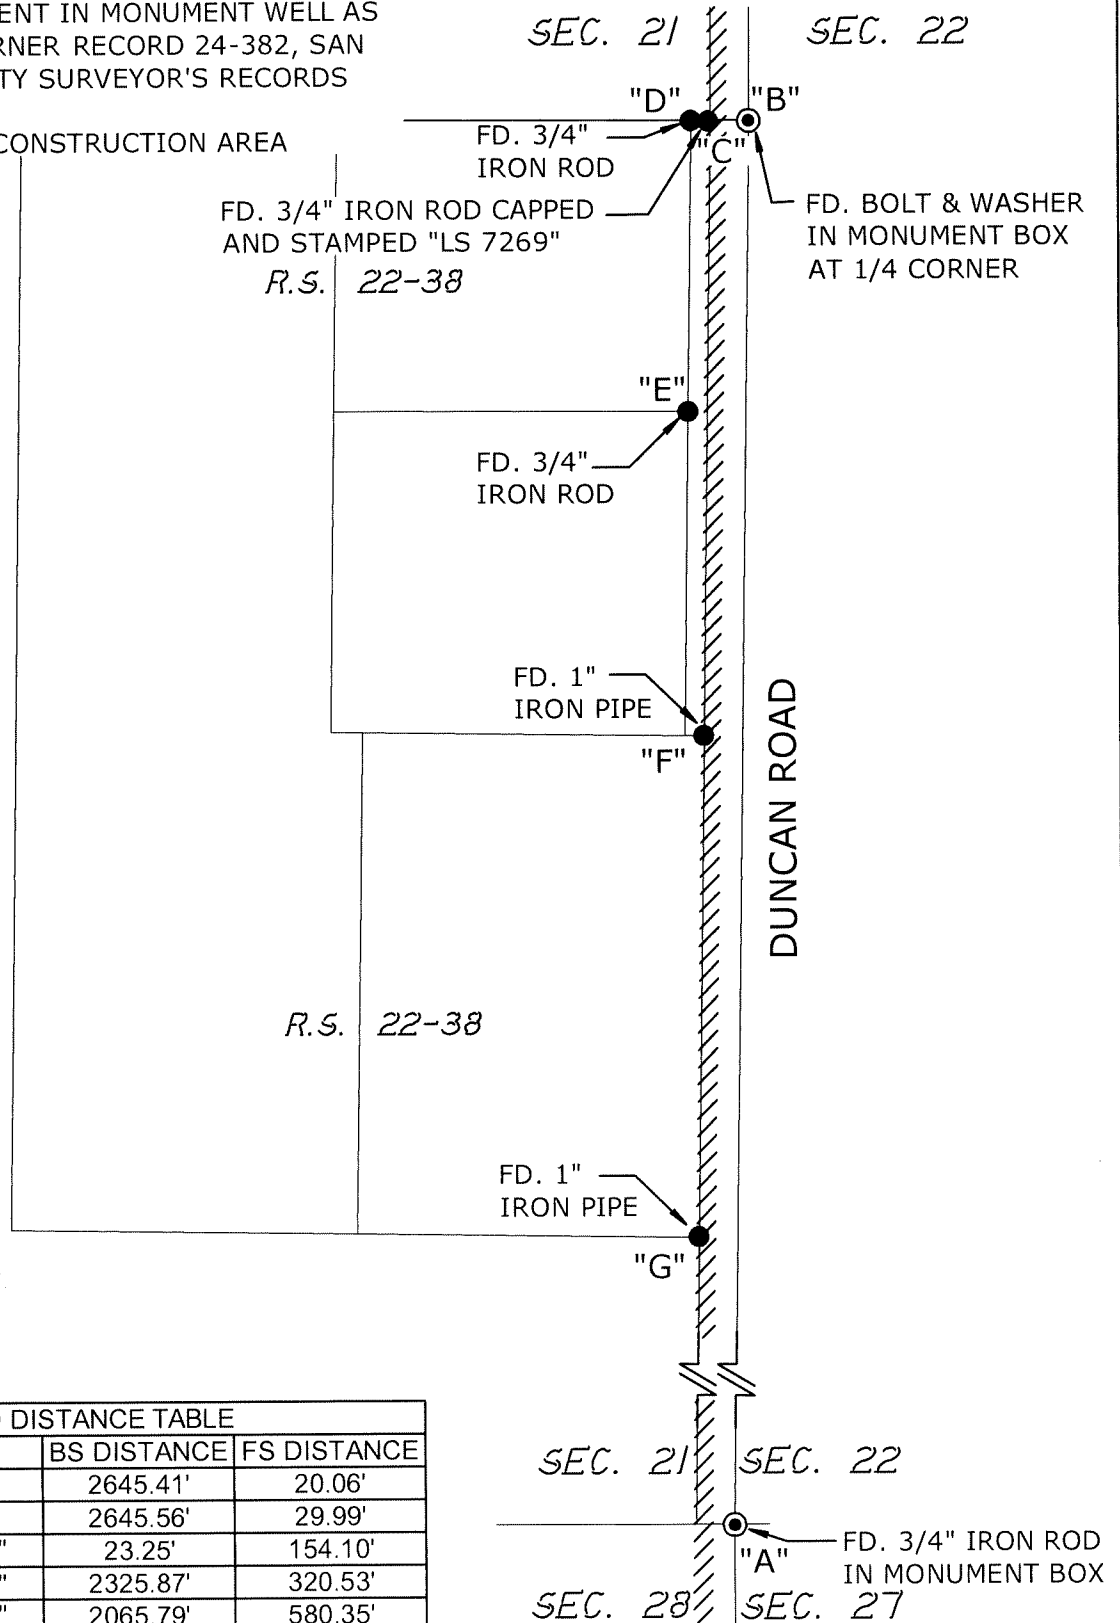 ENT IN MONUMENT WELL AS
RNER RECORD 24-382, SAN
TY SURVEYOR'S RECORDS
CONSTRUCTION AREA
SEC. 21
SEC. 22
"D"
"B"
FD. 3/4"
IRON ROD
"C"
FD. 3/4" IRON ROD CAPPED
AND STAMPED "LS 7269"
FD. BOLT & WASHER
IN MONUMENT BOX
AT 1/4 CORNER
R.S. 22-38
"E"
FD. 3/4"
IRON ROD
FD. 1"
IRON PIPE
"F"
DUNCAN ROAD
R.S. 22-38
FD. 1"
IRON PIPE
"G"
DISTANCE TABLE
BS DISTANCE FS DISTANCE
2645.41' 20.06'
2645.56' 29.99'
" 23.25' 154.10'
" 2325.87' 320.53'
" 2065.79' 580.35'
SEC. 21
SEC. 22
"A"
FD. 3/4" IRON ROD
IN MONUMENT BOX
SEC. 28
SEC. 27